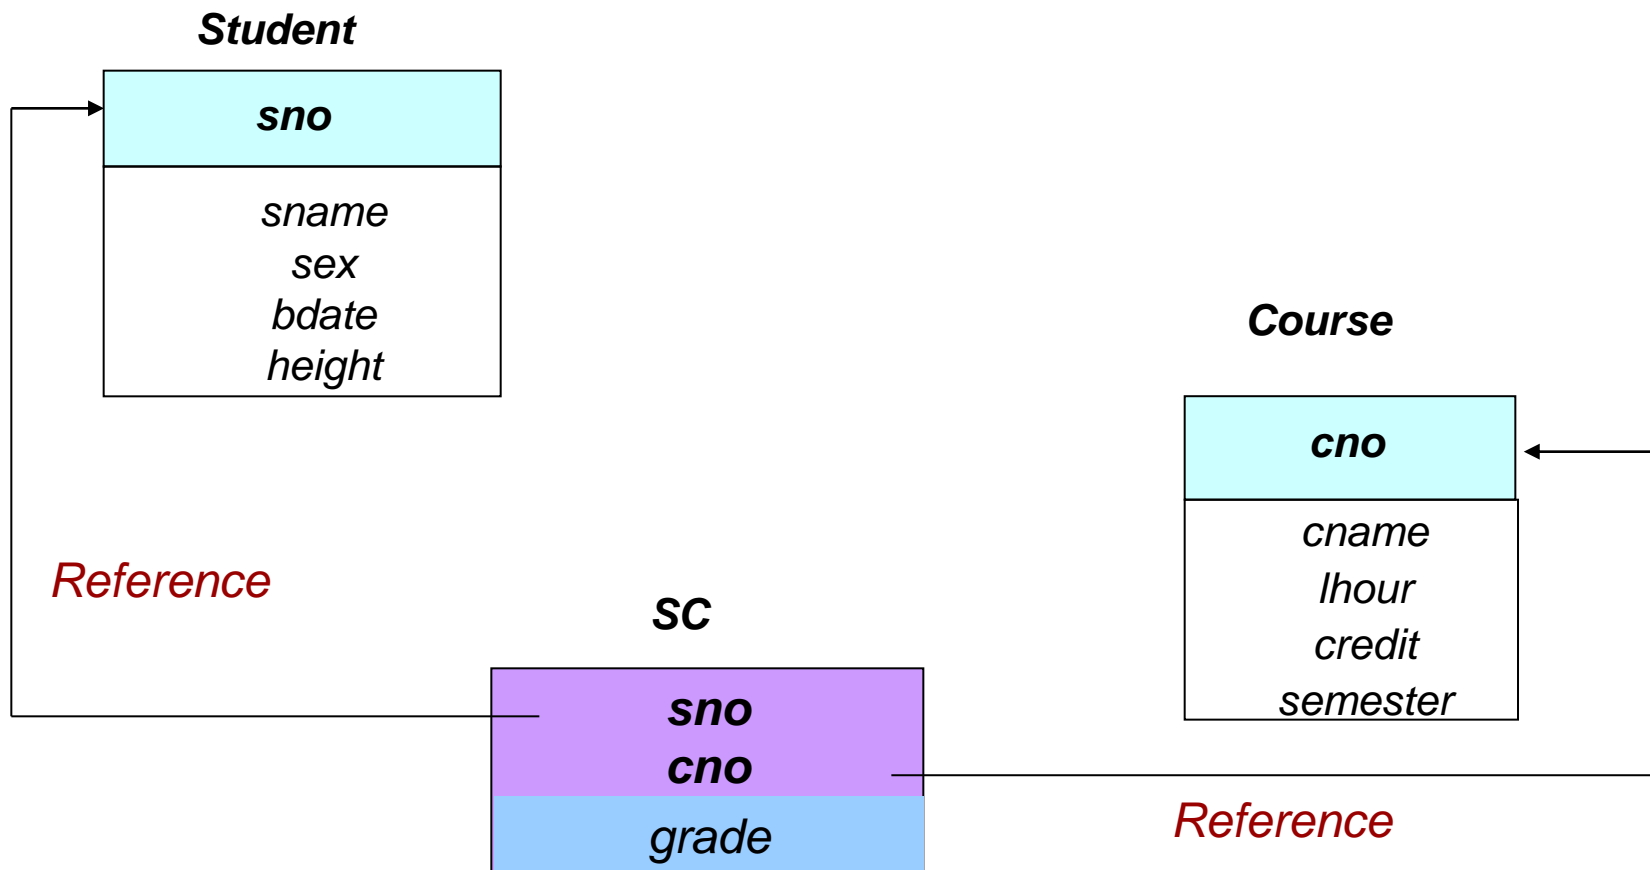 Student
sno
sname
sex
bdate
height
Course
cno
cname
lhour
credit
semester
Reference
SC
sno
cno
grade
Reference